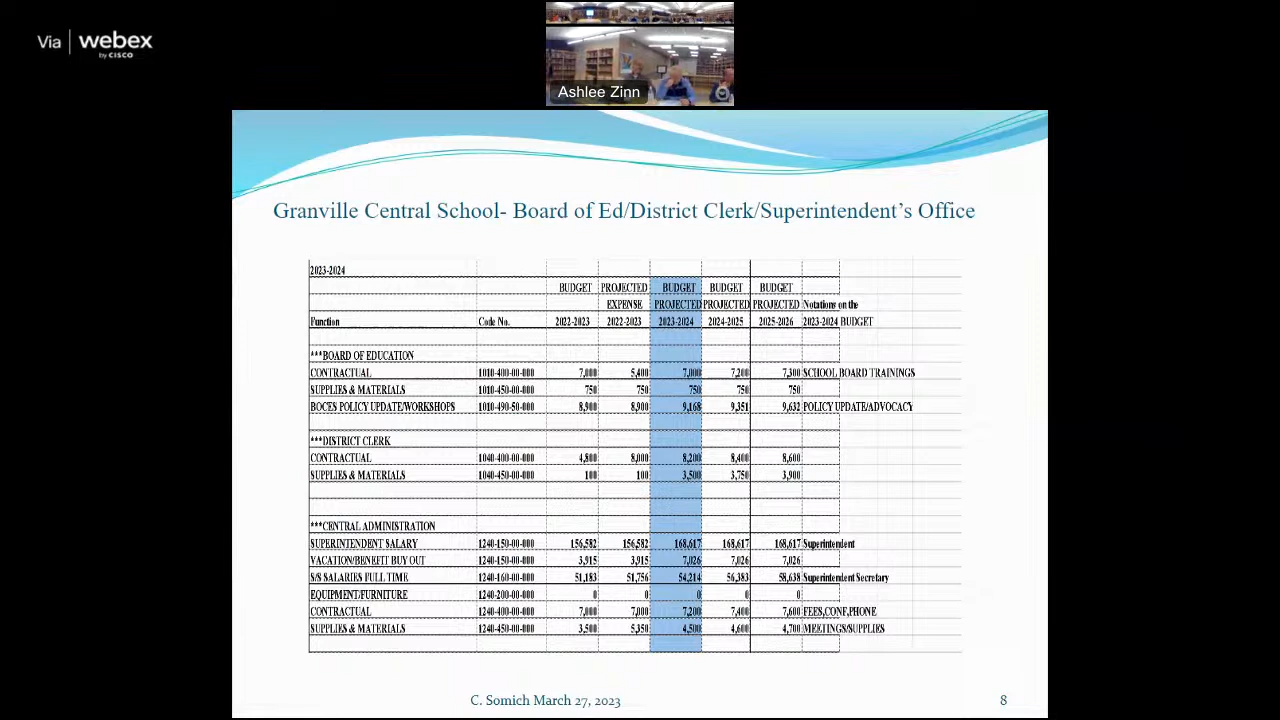 Via webex
by CISCO
Ashlee Zinn
Granville Central School- Board of Ed/District Clerk/Superintendent's Office
2023-2024
BUDGET PROJECTED BUDGET BUDGET BUDGET
EXPENSE PROJECTED PROJECTED PROJECTED Notations on the
Function Code No. 2022-2023 2022-2023 2023-2024 2024-2025 2025-2026 2023-2024 BUDGET
***BOARD OF EDUCATION
CONTRACTUAL 1010-400-00-000 7,000 5,400 7,000 7,200 7,300 SCHOOL BOARD TRAININGS
SUPPLIES & MATERIALS 1010-450-00-000 750 750 750 750 750
BOCES POLICY UPDATE/WORKSHOPS 1010-490-50-000 8,900 8,900 9,168 9,351 9,632 POLICY UPDATE/ADVOCACY
***DISTRICT CLERK
CONTRACTUAL 1040-400-00-000 4,800 8,000 8,200 8,400 8,600
SUPPLIES & MATERIALS 1040-450-00-000 100 100 3,500 3,750 3,900
***CENTRAL ADMINISTRATION
SUPERINTENDENT SALARY 1240-150-00-000 156,582 156,582 168,617 168,617 168,617 Superintendent
VACATION/BENEFIT BUY OUT 1240-150-00-000 3,915 3,915 7,026 7,026 7,026
S/S SALARIES FULL TIME 1240-160-00-000 51,183 51,756 54,214 56,383 58,638 Superintendent Secretary
EQUIPMENT/FURNITURE 1240-200-00-000 0 0 0 0 0
CONTRACTUAL 1240-400-00-000 7,000 7,000 7,200 7,400 7,600 FEES,CONF,PHONE
SUPPLIES & MATERIALS 1240-450-00-000 3,500 5,350 4,500 4,600 4,700 MEETINGS/SUPPLIES
C. Somich March 27, 2023 8